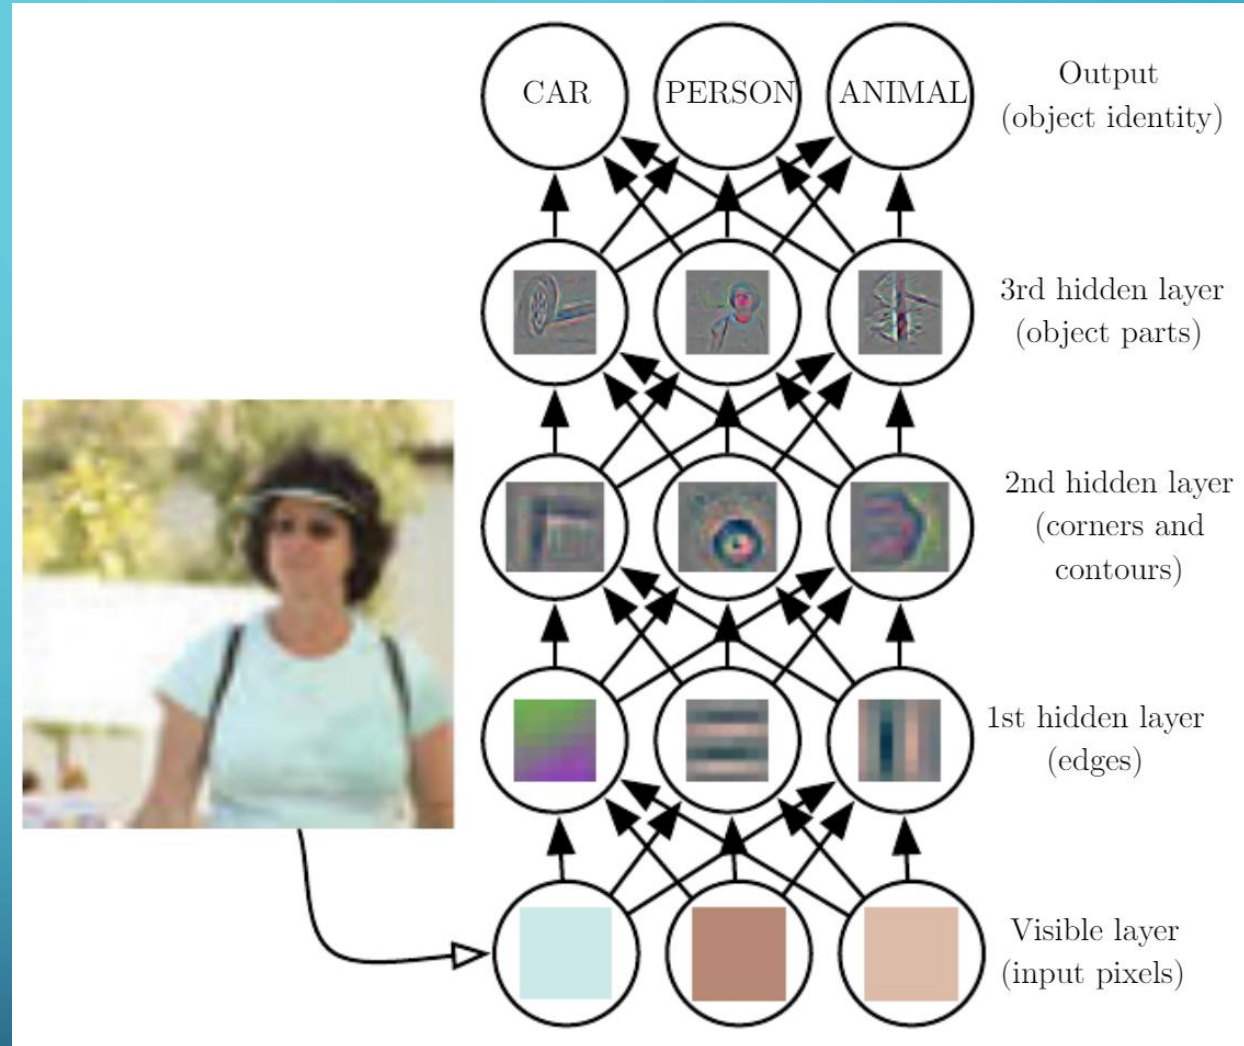 CAR PERSON ANIMAL
Output
(object identity)
3rd hidden layer
(object parts)
2nd hidden layer
(corners and
contours)
1st hidden layer
(edges)
Visible layer
(input pixels)